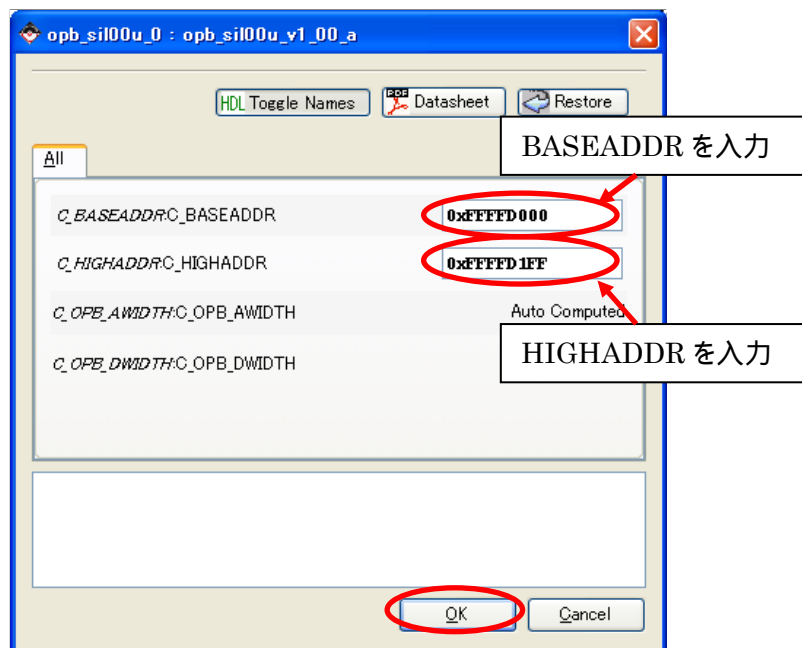 opb_sil00u_0 : opb_sil00u_v1_00_a
HDL Toggle Names
PDF Datasheet
Restore
BASEADDR を入力
All
C_BASEADDR:C_BASEADDR 0xFFFFD000
C_HIGHADDR:C_HIGHADDR 0xFFFFD1FF
C_OPB_AWIDTH:C_OPB_AWIDTH Auto Computed
HIGHADDR を入力
C_OPB_DWIDTH:C_OPB_DWIDTH
OK
Cancel